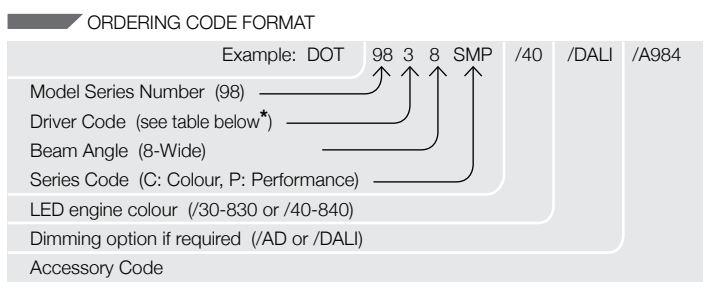 ORDERING CODE FORMAT
Example: DOT 98 3 8 SMP /40 /DALI /A984
Model Series Number (98)
Driver Code (see table below*)
Beam Angle (8-Wide)
Series Code (C: Colour, P: Performance)
LED engine colour (/30-830 or /40-840)
Dimming option if required (/AD or /DALI)
Accessory Code